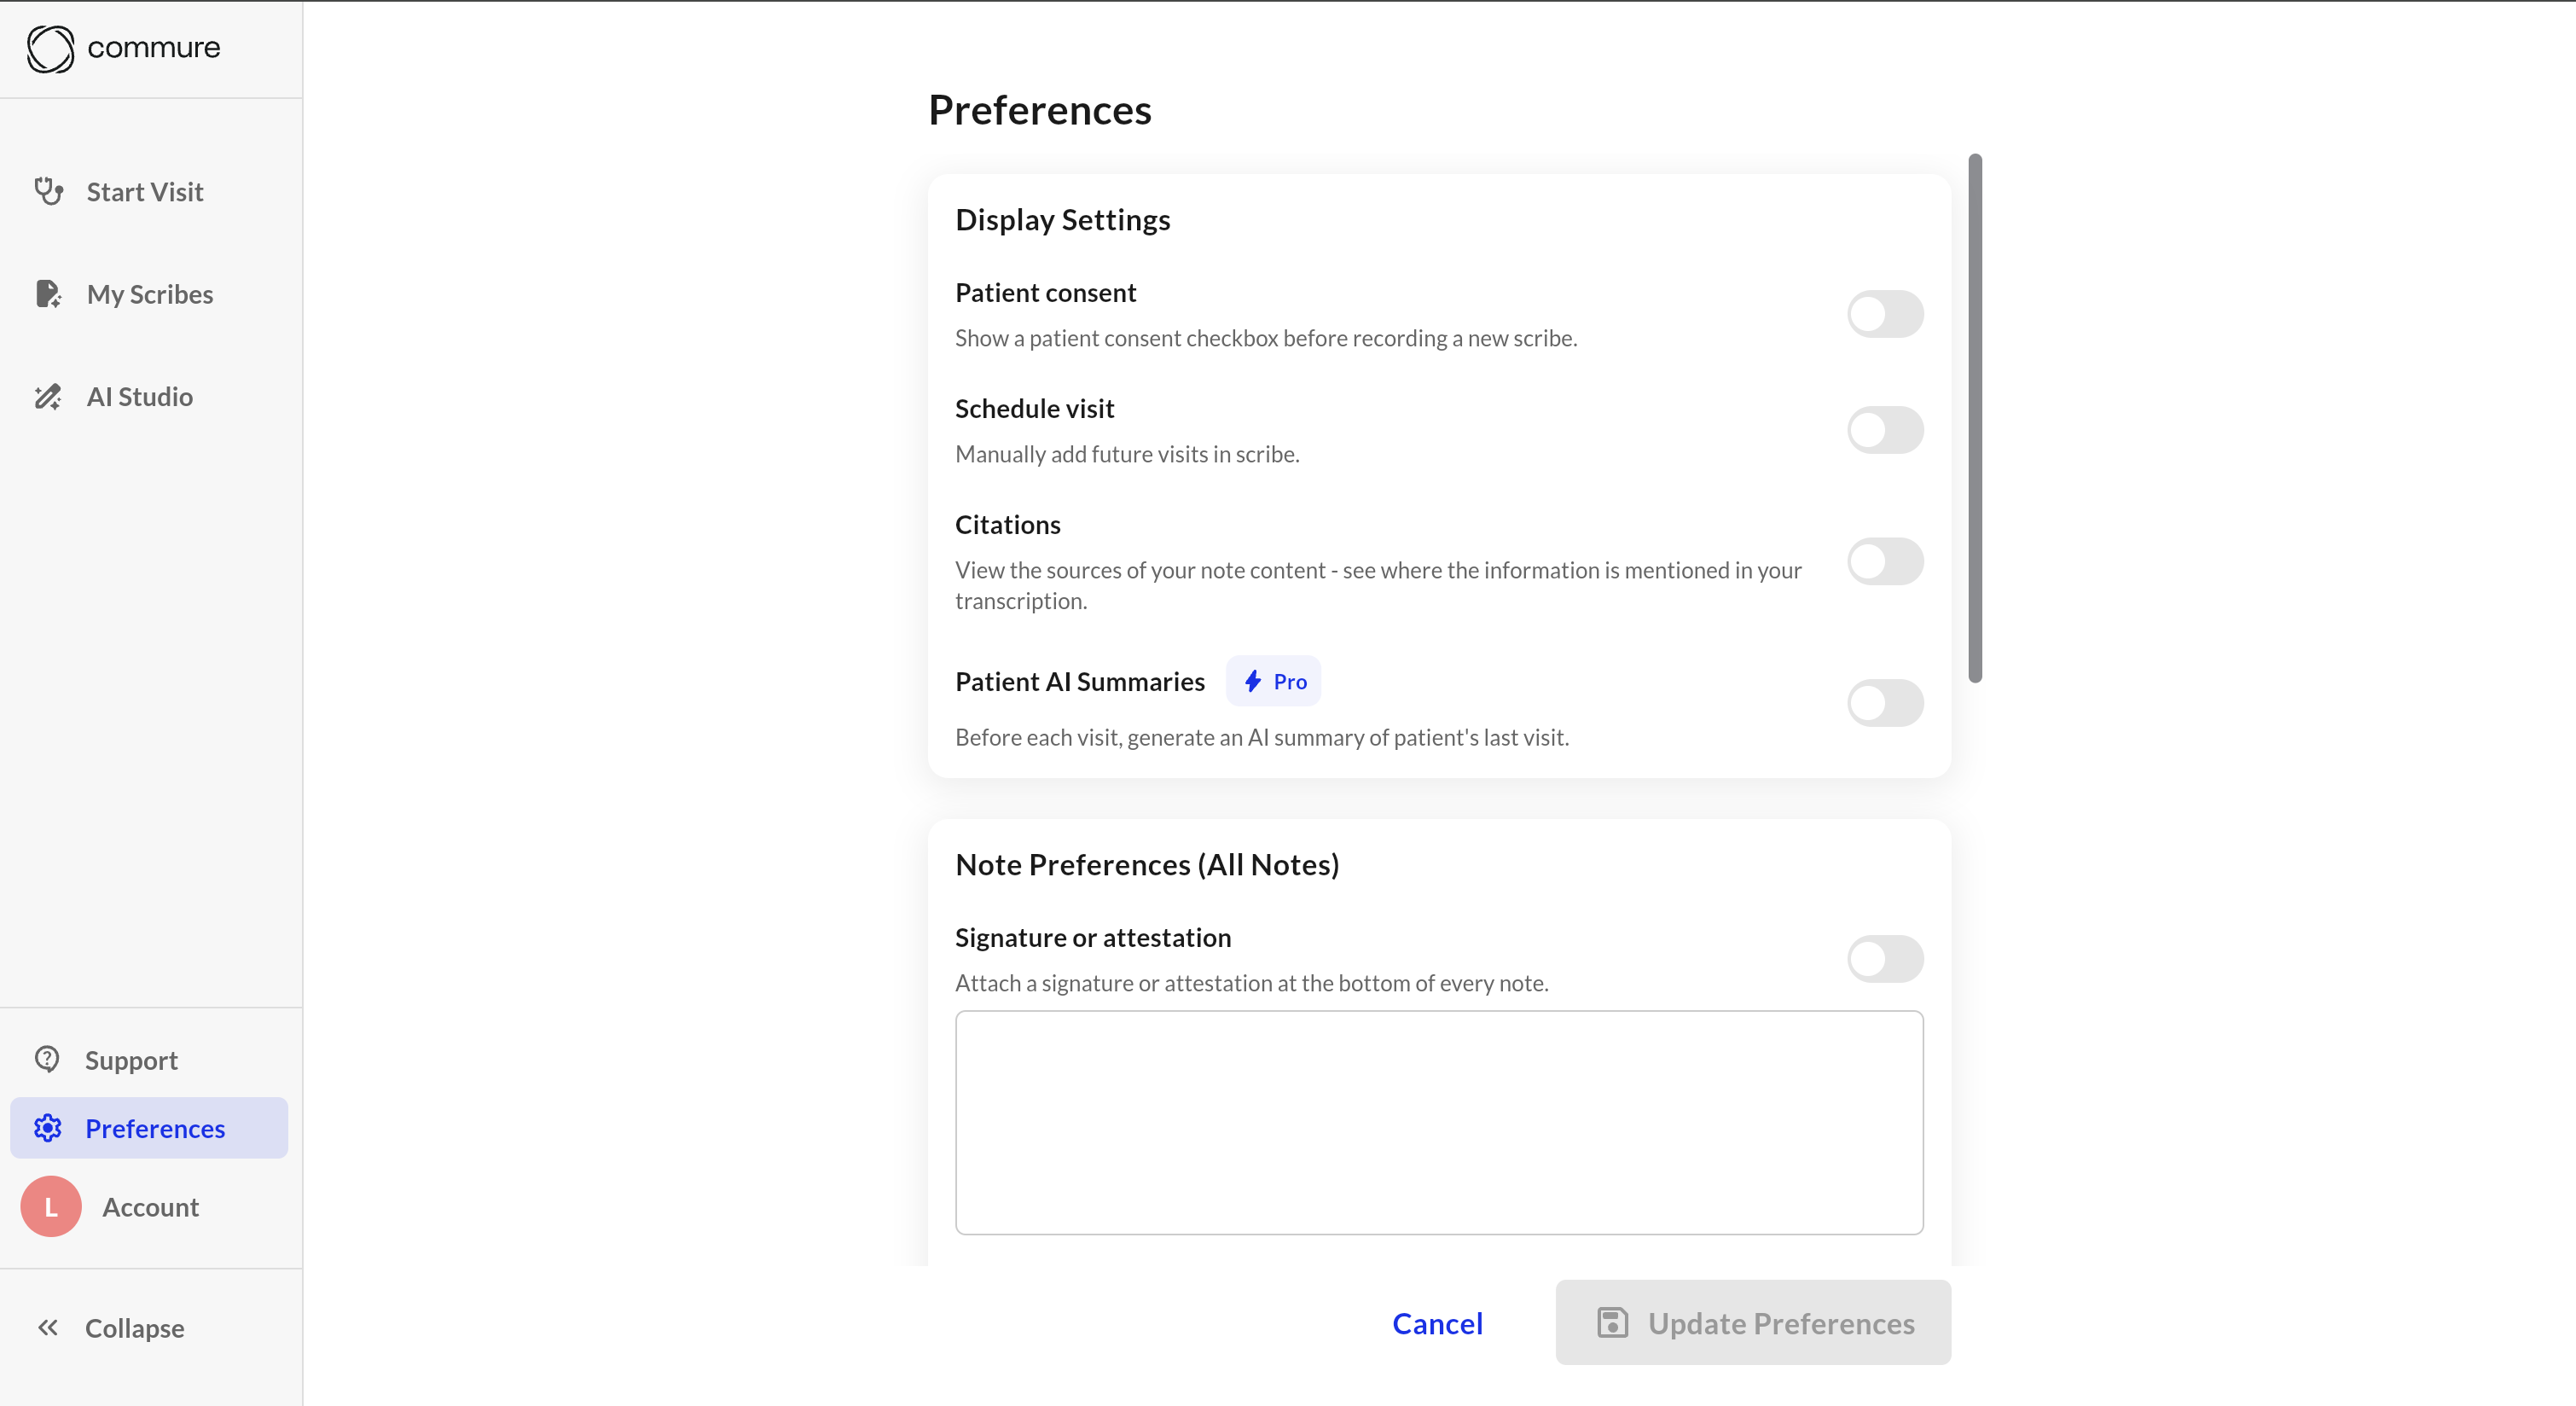 commure
Start Visit
My Scribes
AI Studio
Support
Preferences
L
Account
Collapse
Preferences
Display Settings
Patient consent
Show a patient consent checkbox before recording a new scribe.
Schedule visit
Manually add future visits in scribe.
Citations
View the sources of your note content - see where the information is mentioned in your
transcription.
Patient AI Summaries Pro
Before each visit, generate an AI summary of patient's last visit.
Note Preferences (All Notes)
Signature or attestation
Attach a signature or attestation at the bottom of every note.
Cancel
Update Preferences